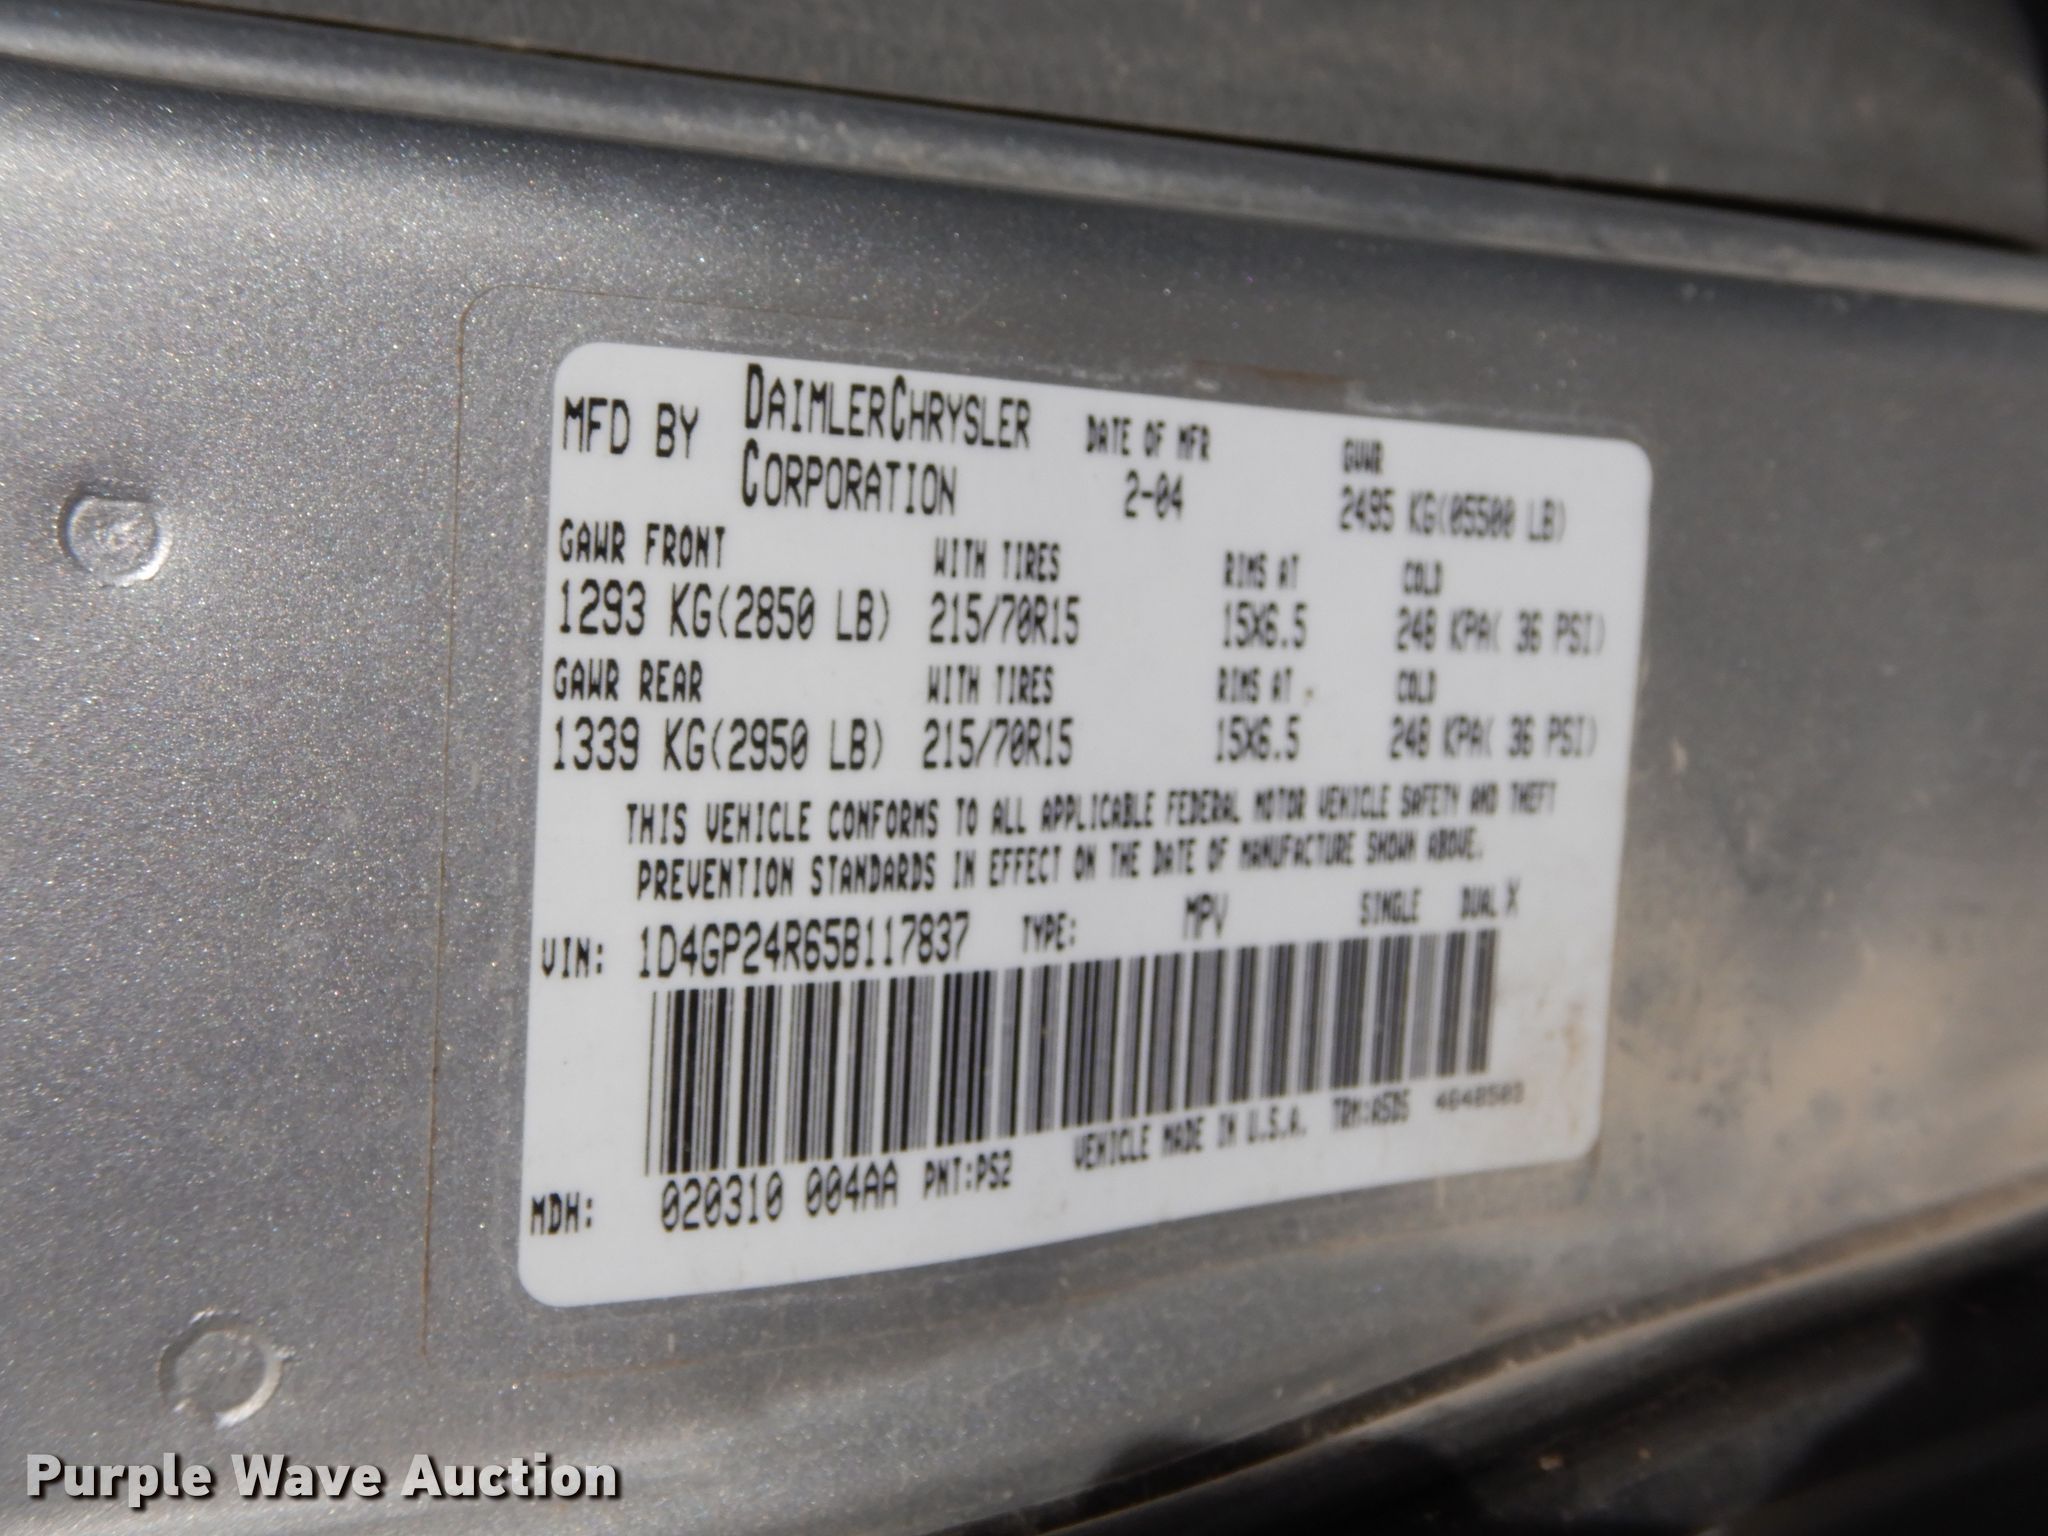 MFD BY DAIMLERCHRYSLER CORPORATION DATE OF MFR 2-04 GVWR 2495 KG(05500 LB)
GAWR FRONT WITH TIRES RIMS AT COLD
1293 KG(2850 LB) 215/70R15 15X6.5 248 KPA( 36 PSI)
GAWR REAR WITH TIRES RIMS AT COLD
1339 KG(2950 LB) 215/70R15 15X6.5 248 KPA( 36 PSI)
THIS VEHICLE CONFORMS TO ALL APPLICABLE FEDERAL MOTOR VEHICLE SAFETY AND THEFT
PREVENTION STANDARDS IN EFFECT ON THE DATE OF MANUFACTURE SHOWN ABOVE.
VIN: 1D4GP24R65B117837 TYPE: MPV SINGLE DUAL X
MDH: 020310 004AA PNT:PS2 VEHICLE MADE IN U.S.A. TRM:A5D5 4648503
Purple Wave Auction